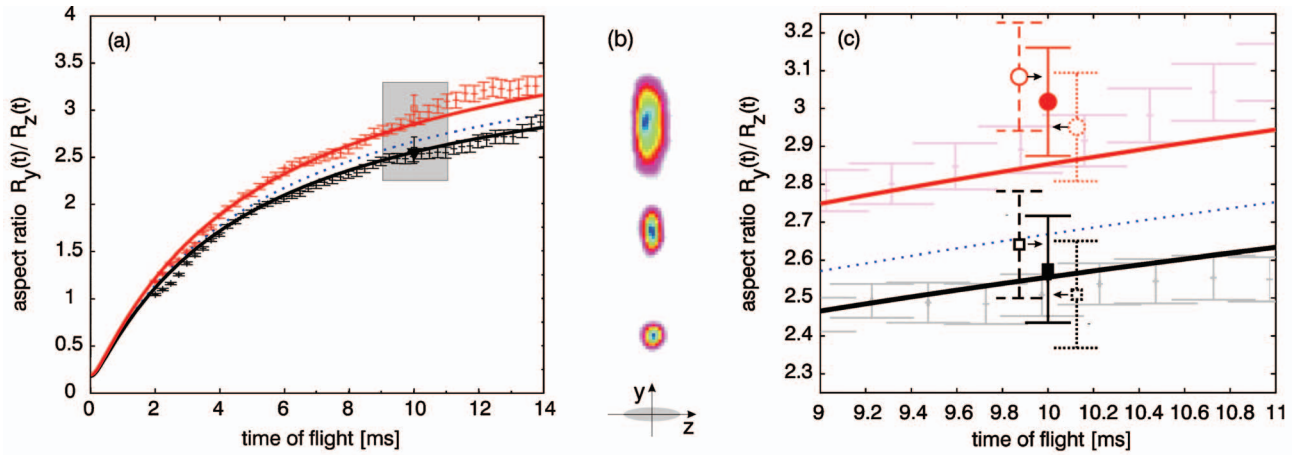 (a)
4
3.5
3
2.5
2
1.5
1
0.5
0
0 2 4 6 8 10 12 14
time of flight [ms]
aspect ratio R_y(t)/ R_z(t)
(b)
y
z
(c)
3.2
3.1
3
2.9
2.8
2.7
2.6
2.5
2.4
2.3
9 9.2 9.4 9.6 9.8 10 10.2 10.4 10.6 10.8 11
time of flight [ms]
aspect ratio R_y(t)/ R_z(t)